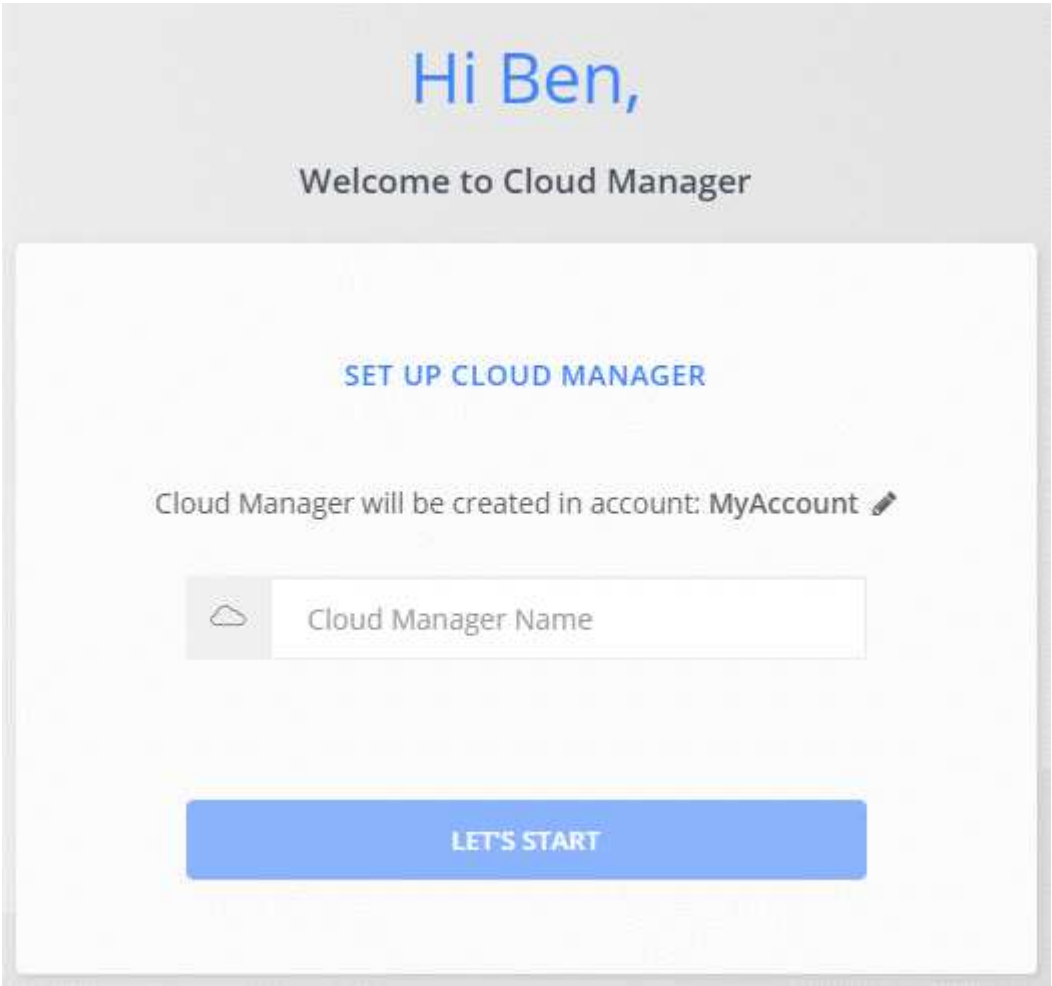 Hi Ben,
Welcome to Cloud Manager
SET UP CLOUD MANAGER
Cloud Manager will be created in account: MyAccount
Cloud Manager Name
LET'S START